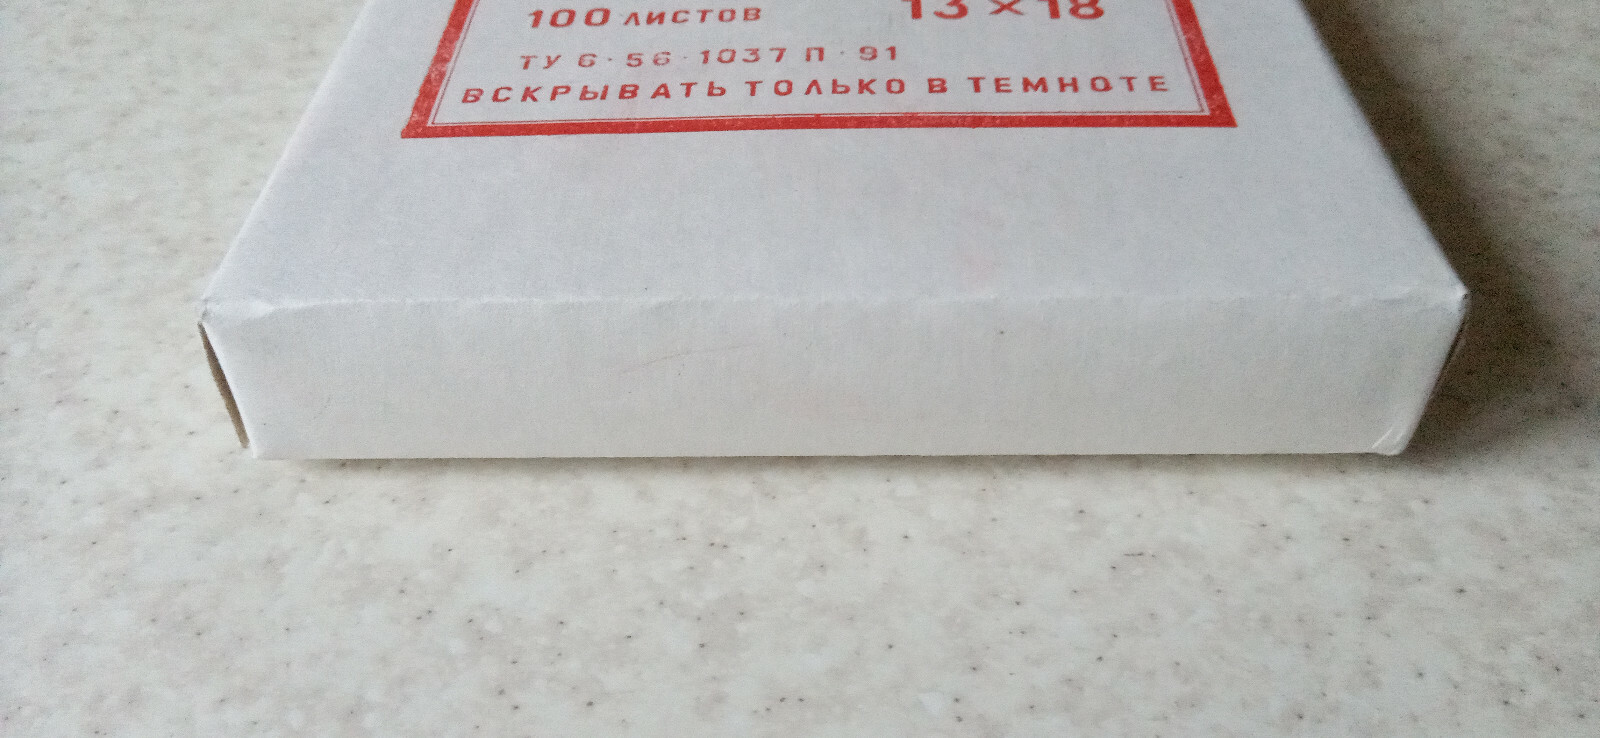 100 ЛИСТОВ 13×18
ТУ 6·56·1037 П·91
ВСКРЫВАТЬ ТОЛЬКО В ТЕМНОТЕ